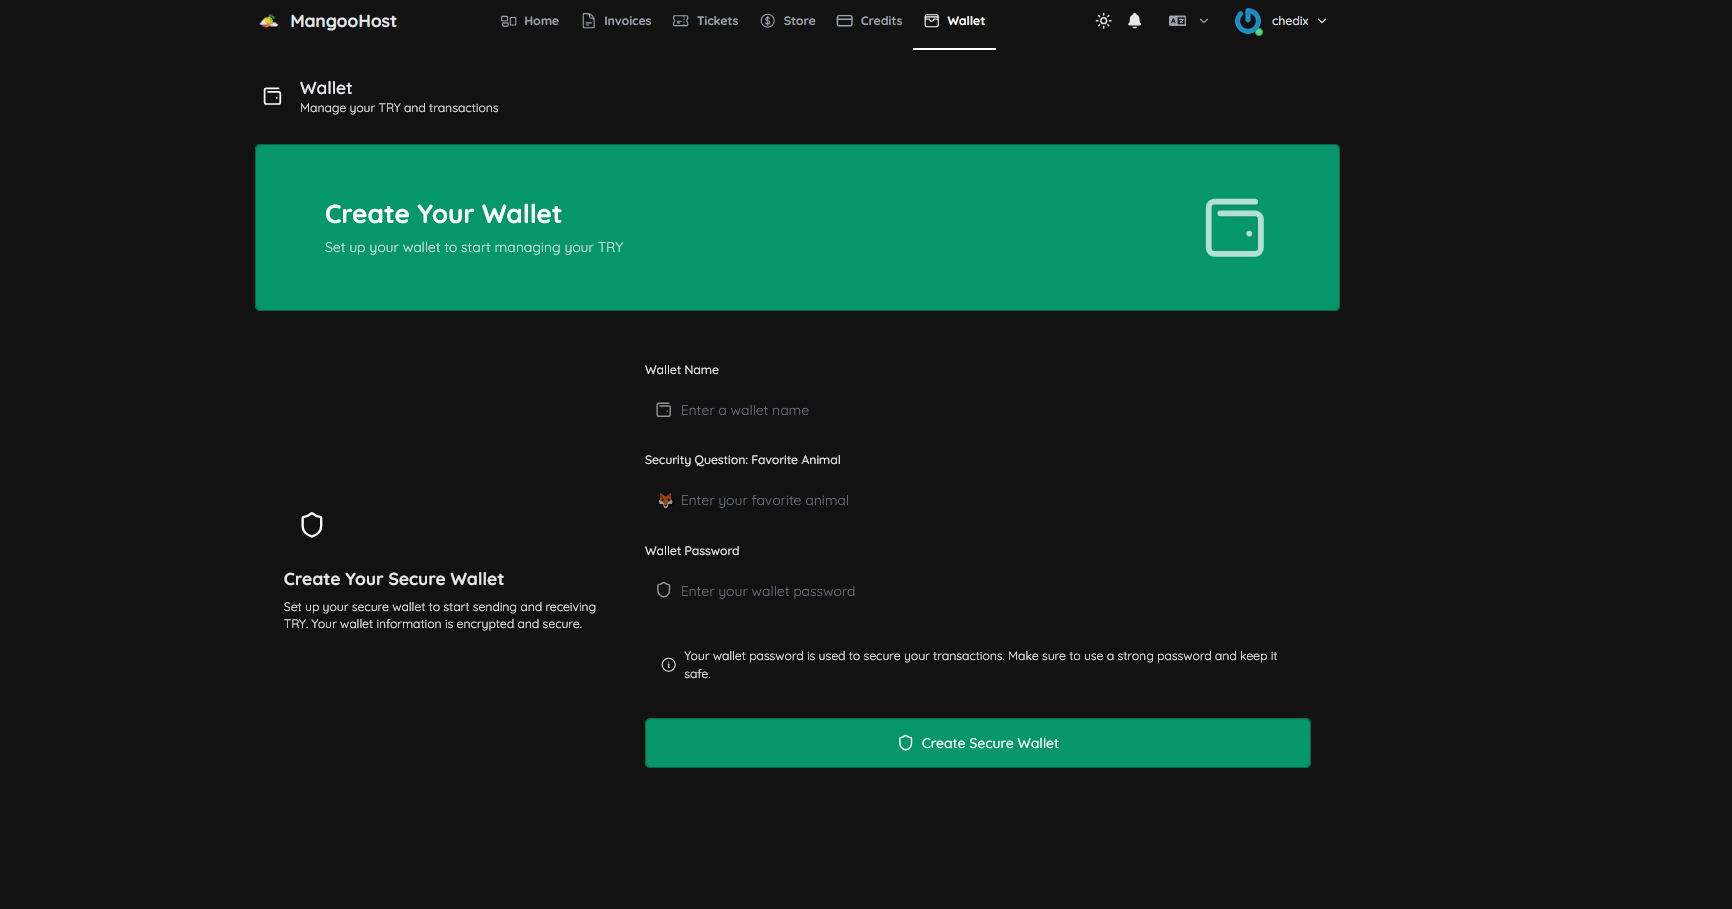 MangooHost
Home
Invoices
Tickets
Store
Credits
Wallet
chedix
Wallet
Manage your TRY and transactions
Create Your Wallet
Set up your wallet to start managing your TRY
Wallet Name
Enter a wallet name
Security Question: Favorite Animal
Enter your favorite animal
Wallet Password
Enter your wallet password
Create Your Secure Wallet
Set up your secure wallet to start sending and receiving
TRY. Your wallet information is encrypted and secure.
Your wallet password is used to secure your transactions. Make sure to use a strong password and keep it
safe.
Create Secure Wallet